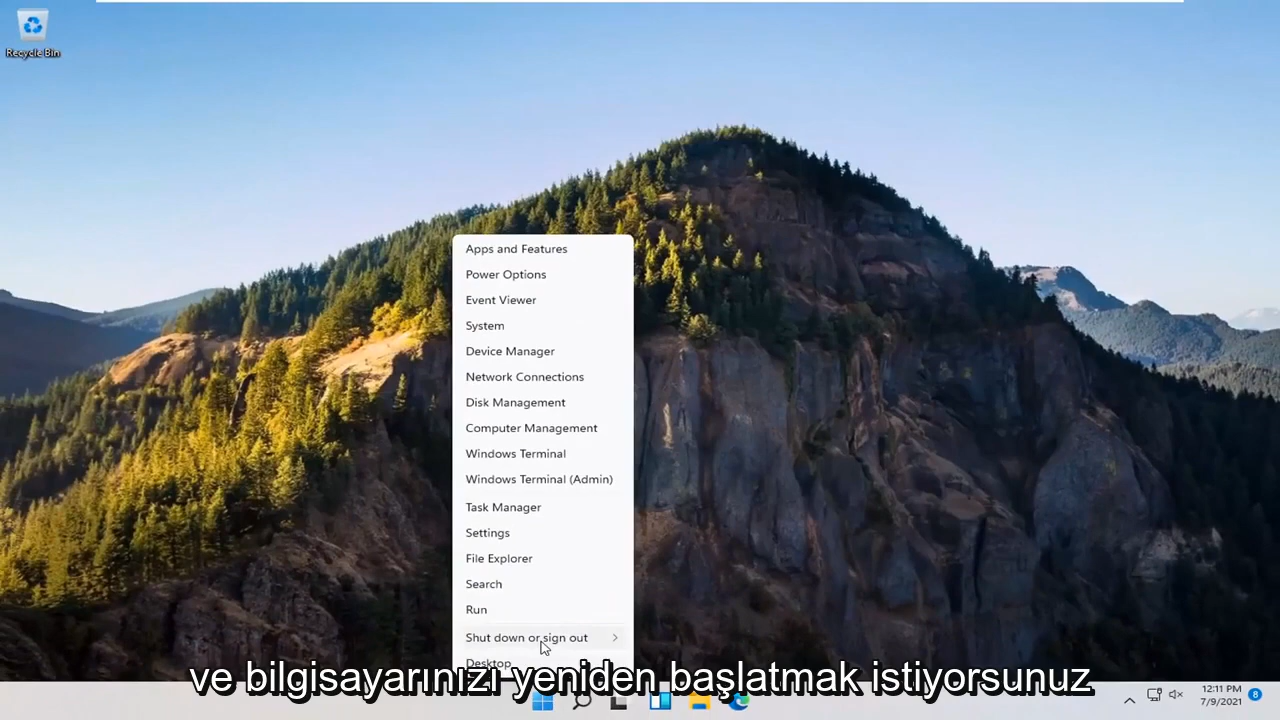 Recycle Bin
Apps and Features
Power Options
Event Viewer
System
Device Manager
Network Connections
Disk Management
Computer Management
Windows Terminal
Windows Terminal (Admin)
Task Manager
Settings
File Explorer
Search
Run
Shut down or sign out
Desktop
ve bilgisayarınızı yeniden başlatmak istiyorsunuz
12:11 PM
7/9/2021
8